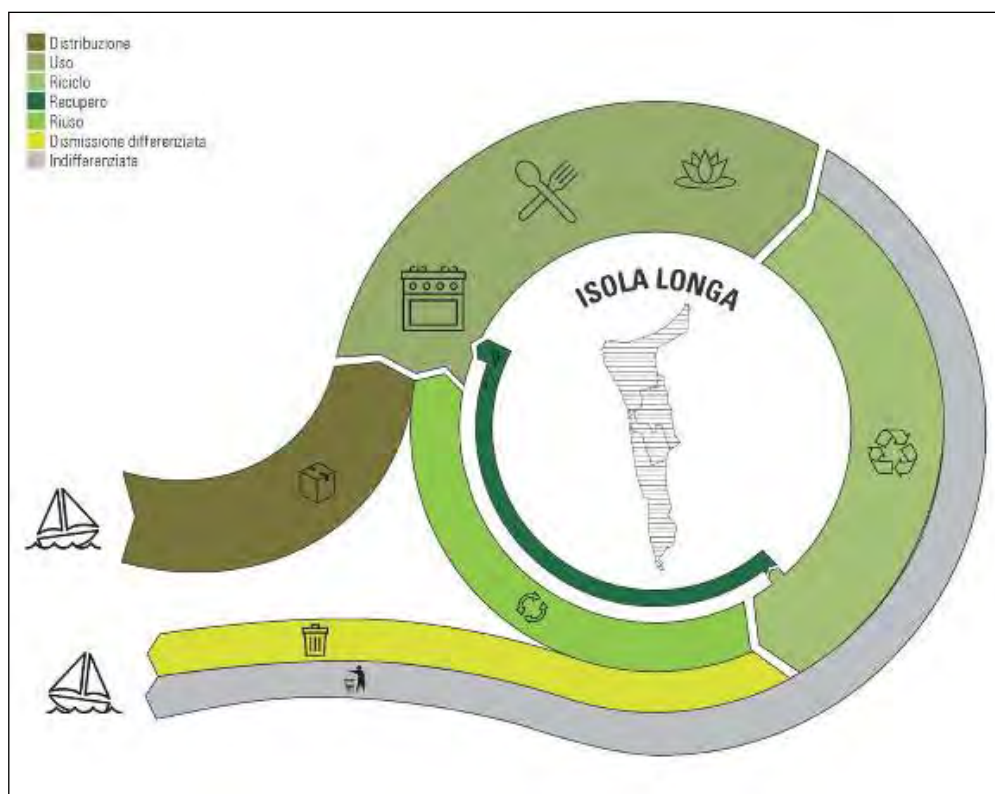 Distribuzione
Uso
Riciclo
Recupero
Riuso
Dismissione differenziata
Indifferenziata
ISOLA LONGA